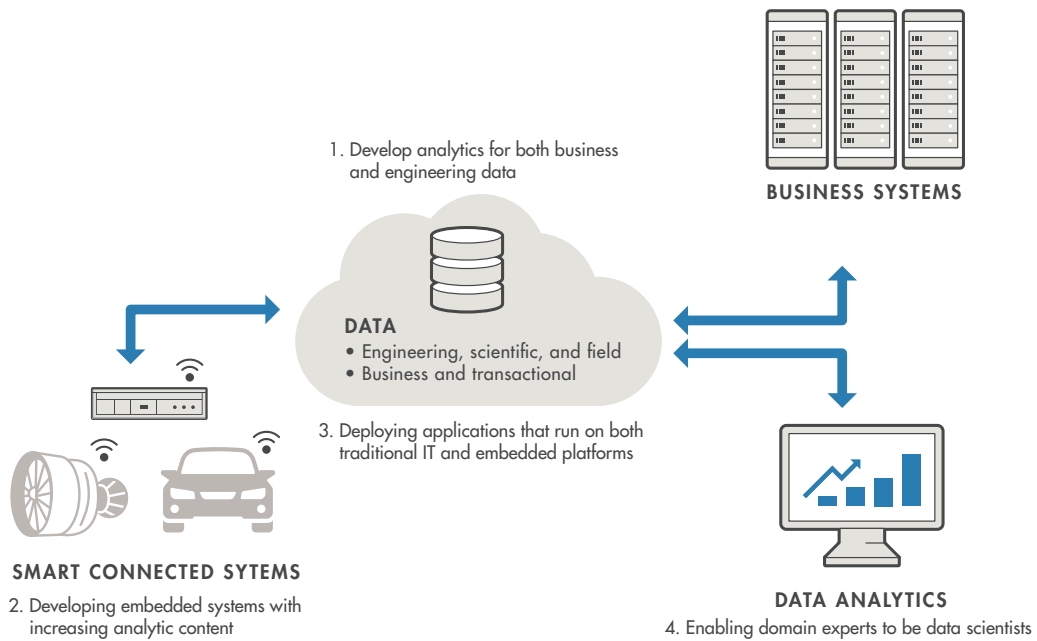 1. Develop analytics for both business
and engineering data
BUSINESS SYSTEMS
DATA
• Engineering, scientific, and field
• Business and transactional
3. Deploying applications that run on both
traditional IT and embedded platforms
SMART CONNECTED SYTEMS
2. Developing embedded systems with
increasing analytic content
DATA ANALYTICS
4. Enabling domain experts to be data scientists